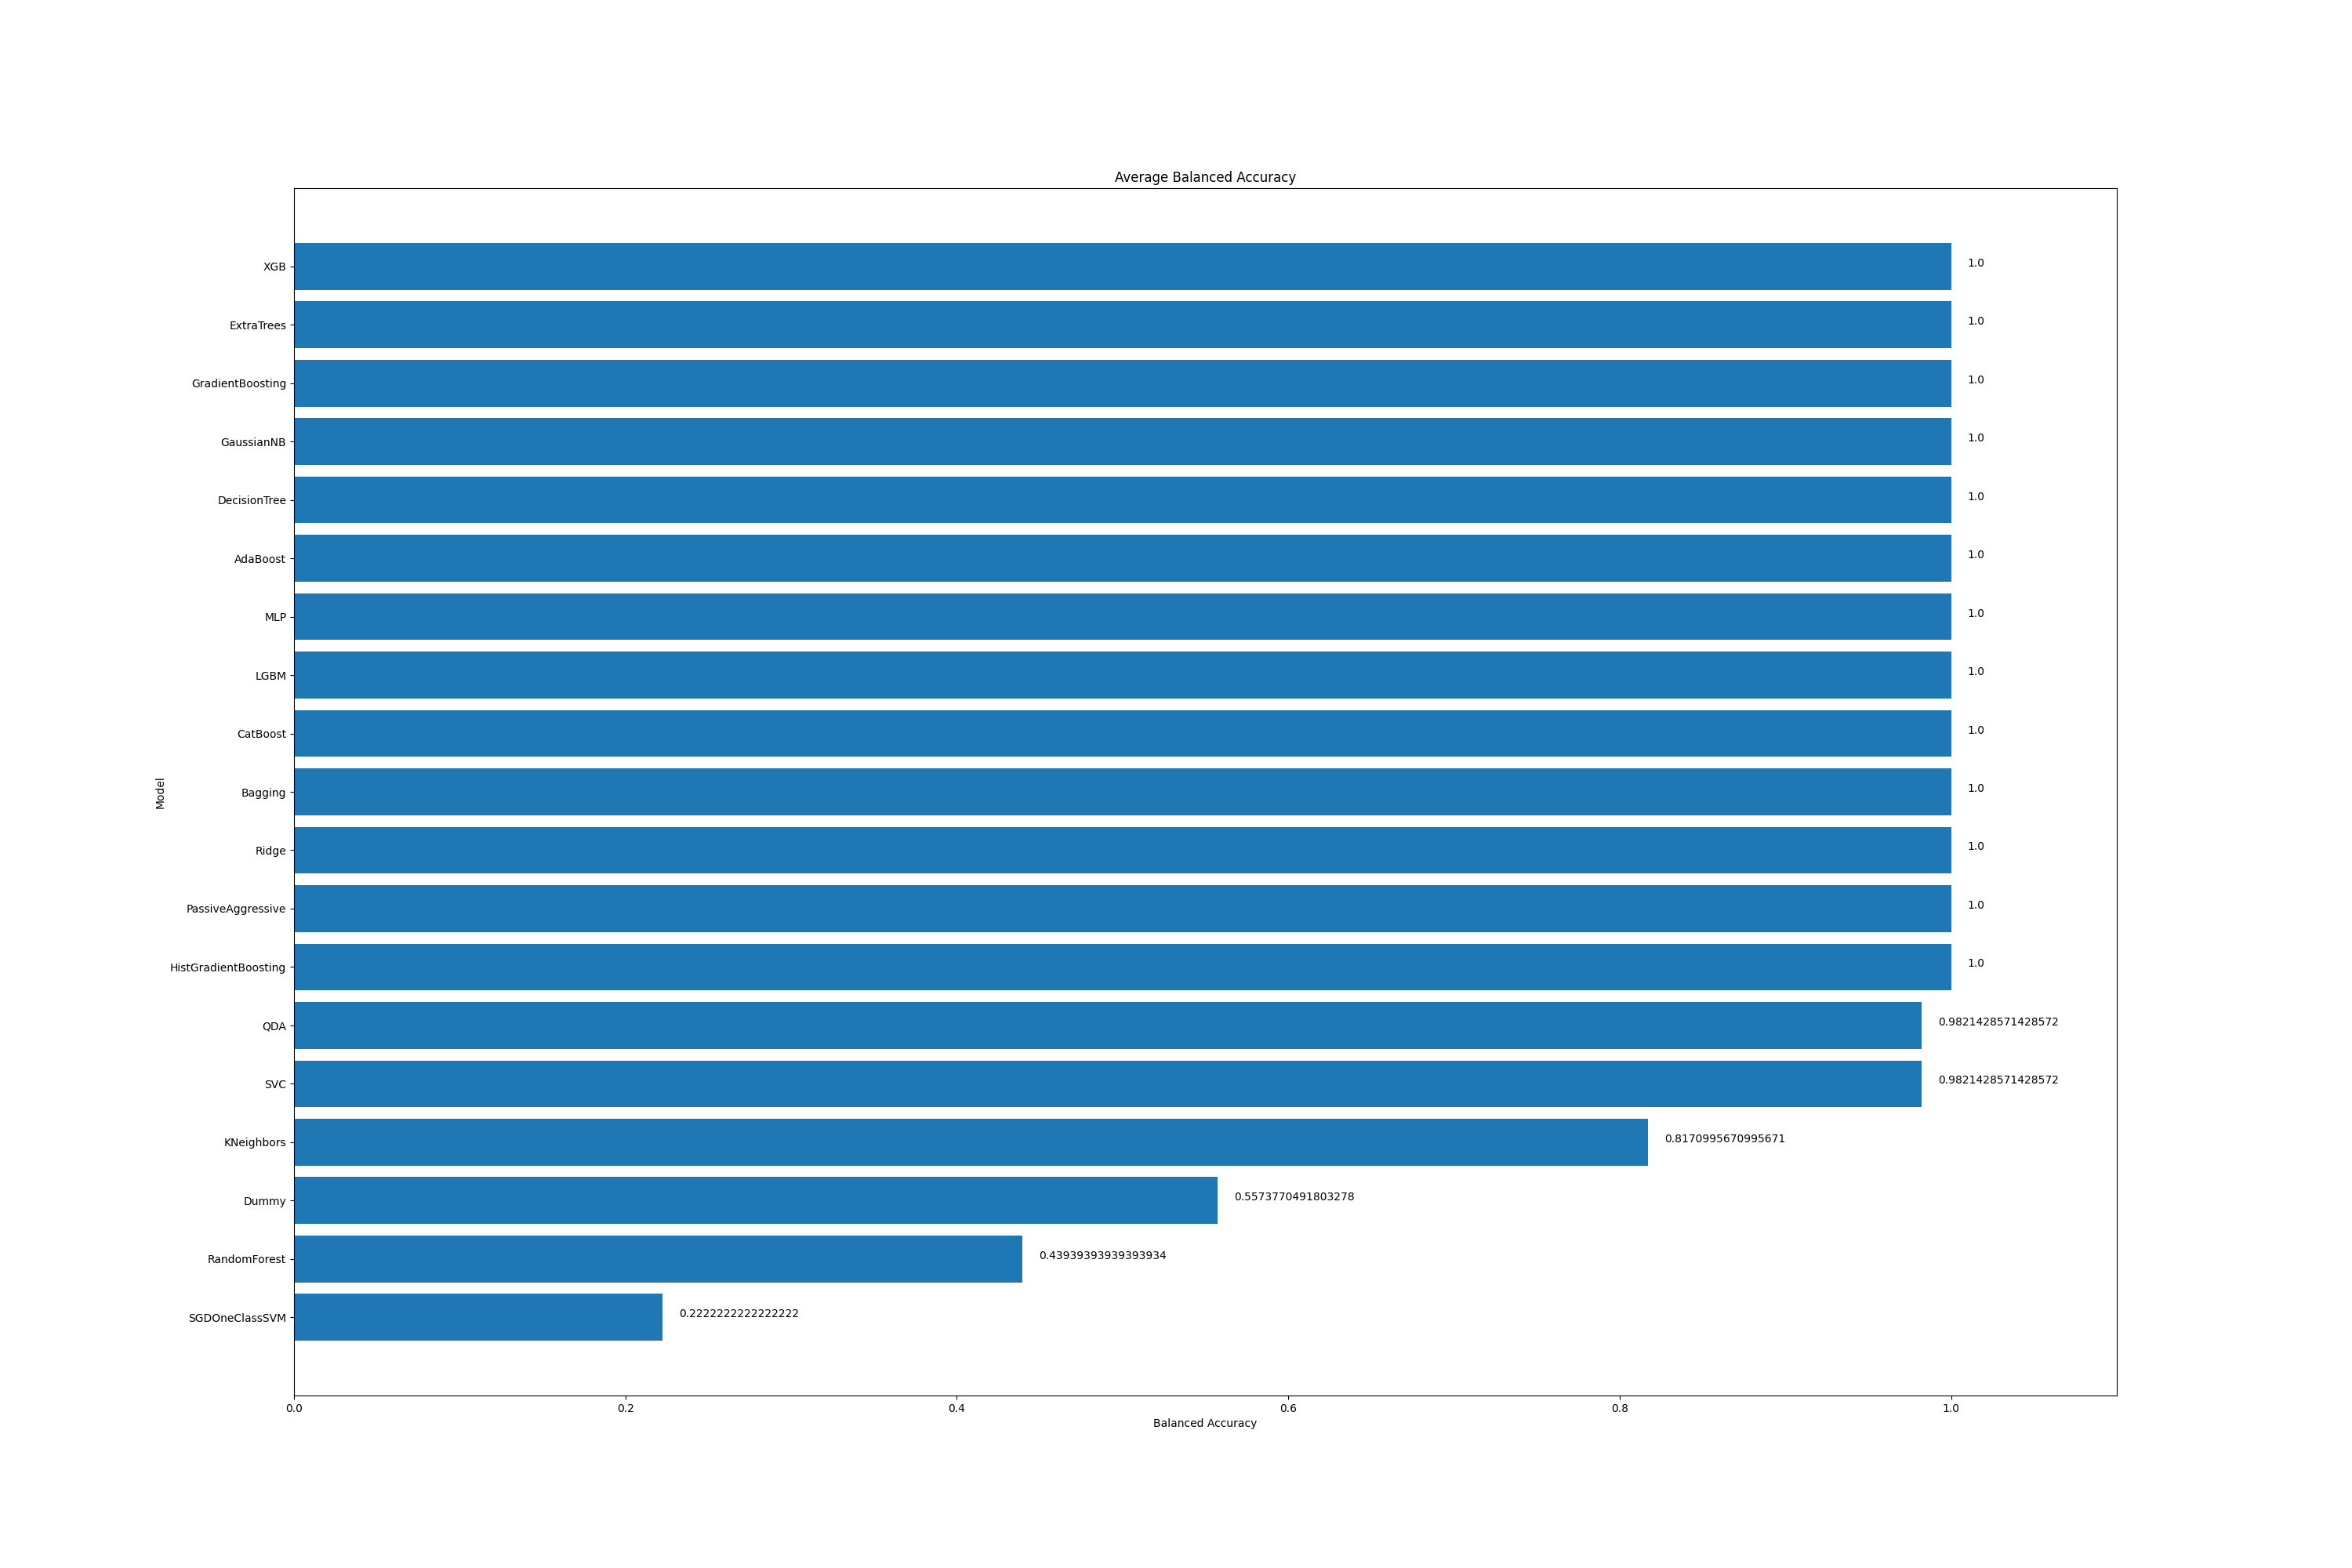 Average Balanced Accuracy
XGB 1.0
ExtraTrees 1.0
GradientBoosting 1.0
GaussianNB 1.0
DecisionTree 1.0
AdaBoost 1.0
MLP 1.0
LGBM 1.0
CatBoost 1.0
Bagging 1.0
Model
Ridge 1.0
PassiveAggressive 1.0
HistGradientBoosting 1.0
QDA 0.9821428571428572
SVC 0.9821428571428572
KNeighbors 0.8170995670995671
Dummy 0.5573770491803278
RandomForest 0.43939393939393934
SGDOneClassSVM 0.2222222222222222
0.0 0.2 0.4 0.6 0.8 1.0
Balanced Accuracy